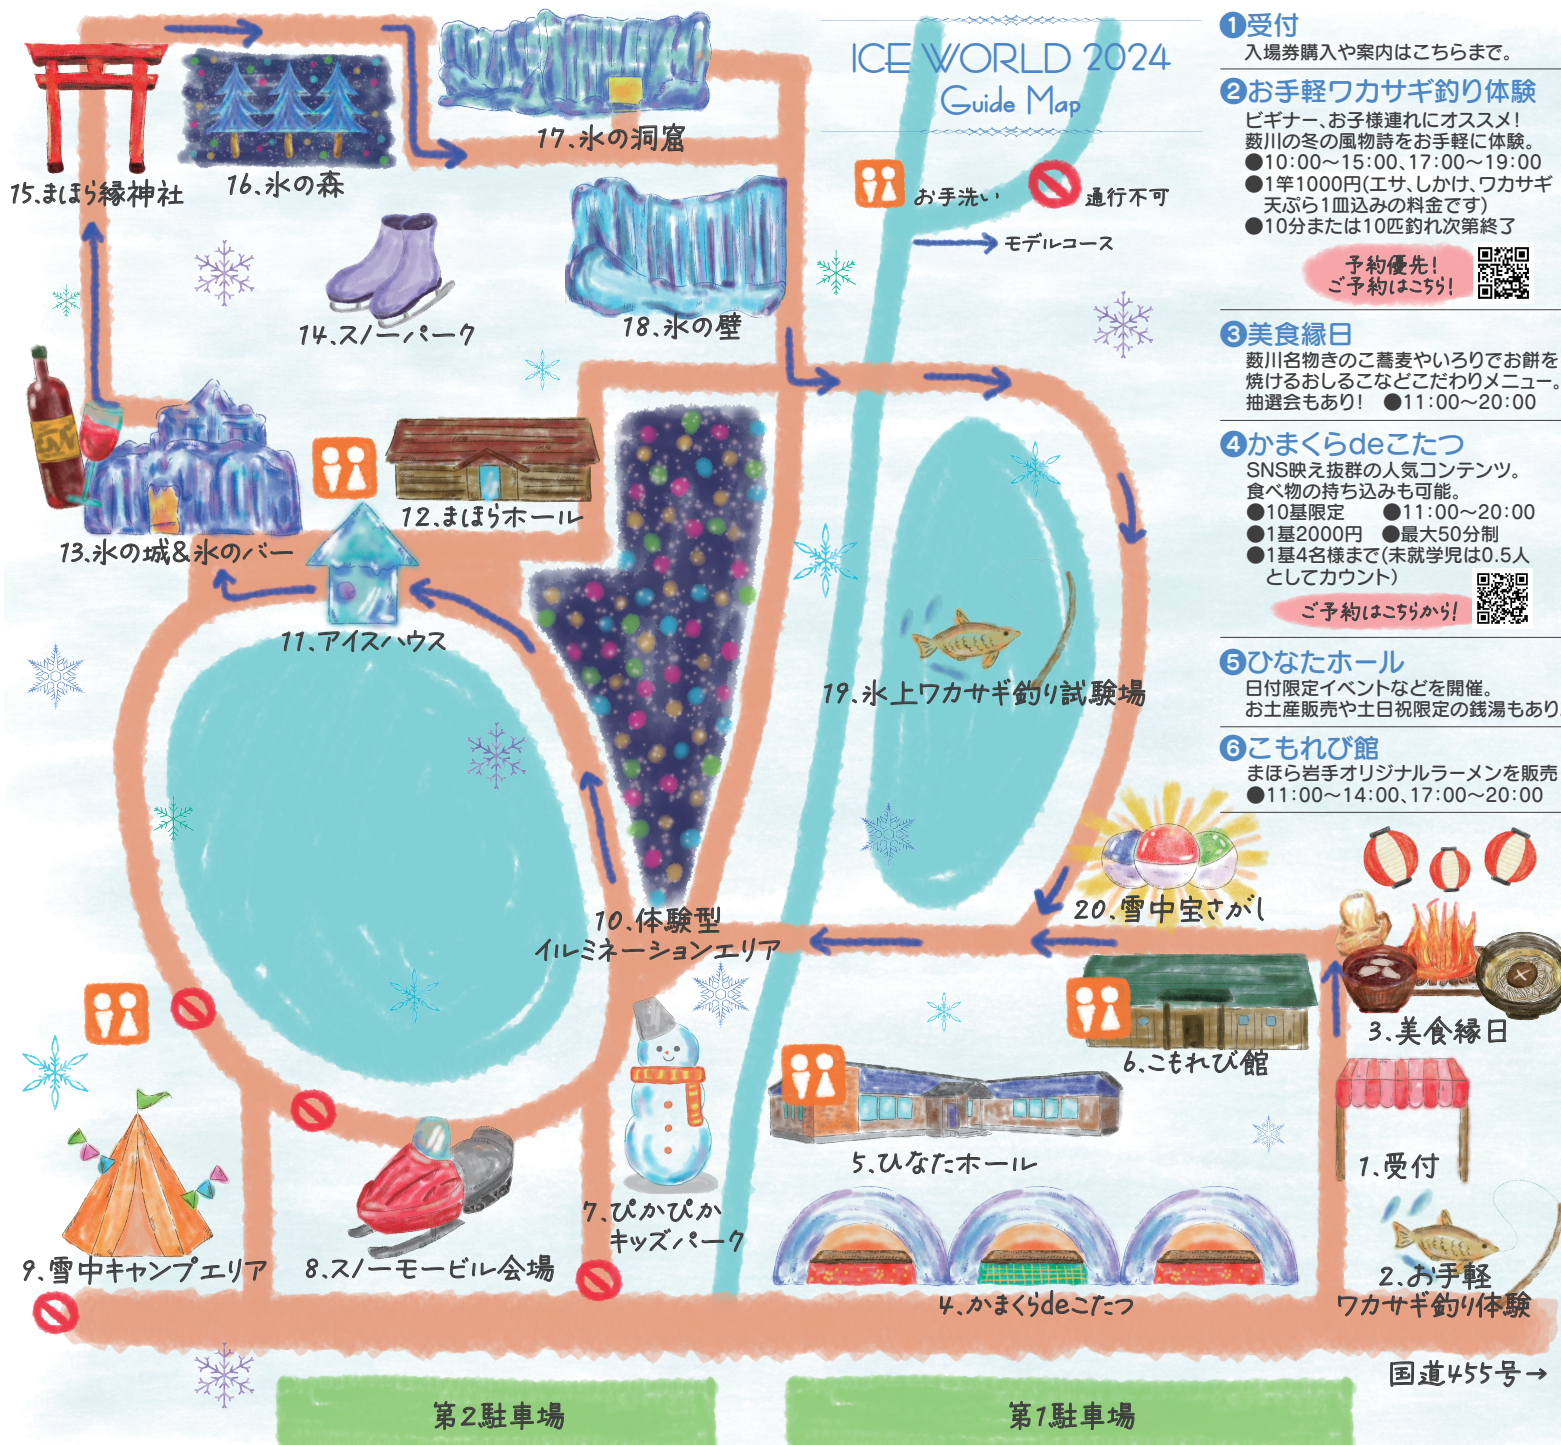 ICE WORLD 2024
Guide Map
お手洗い
通行不可
モデルコース
15.まほら縁神社
16.氷の森
17.氷の洞窟
14.スノーパーク
18.氷の壁
13.氷の城&氷のバー
12.まほらホール
11.アイスハウス
19.氷上ワカサギ釣り試験場
20.雪中宝さがし
10.体験型
イルミネーションエリア
3.美食縁日
6.こもれび館
5.ひなたホール
1.受付
7.ぴかぴか
キッズパーク
9.雪中キャンプエリア
8.スノーモービル会場
4.かまくらdeこたつ
2.お手軽
ワカサギ釣り体験
国道455号→
第2駐車場
第1駐車場
❶受付
入場券購入や案内はこちらまで。
❷お手軽ワカサギ釣り体験
ビギナー、お子様連れにオススメ!
薮川の冬の風物詩をお手軽に体験。
●10:00〜15:00、17:00〜19:00
●1竿1000円(エサ、しかけ、ワカサギ
天ぷら1皿込みの料金です)
●10分または10匹釣れ次第終了
予約優先!
ご予約はこちら!
❸美食縁日
薮川名物きのこ蕎麦やいろりでお餅を
焼けるおしるこなどこだわりメニュー。
抽選会もあり! ●11:00〜20:00
❹かまくらdeこたつ
SNS映え抜群の人気コンテンツ。
食べ物の持ち込みも可能。
●10基限定 ●11:00〜20:00
●1基2000円 ●最大50分制
●1基4名様まで(未就学児は0.5人
としてカウント)
ご予約はこちらから!
❺ひなたホール
日付限定イベントなどを開催。
お土産販売や土日祝限定の銭湯もあり
❻こもれび館
まほら岩手オリジナルラーメンを販売
●11:00〜14:00、17:00〜20:00